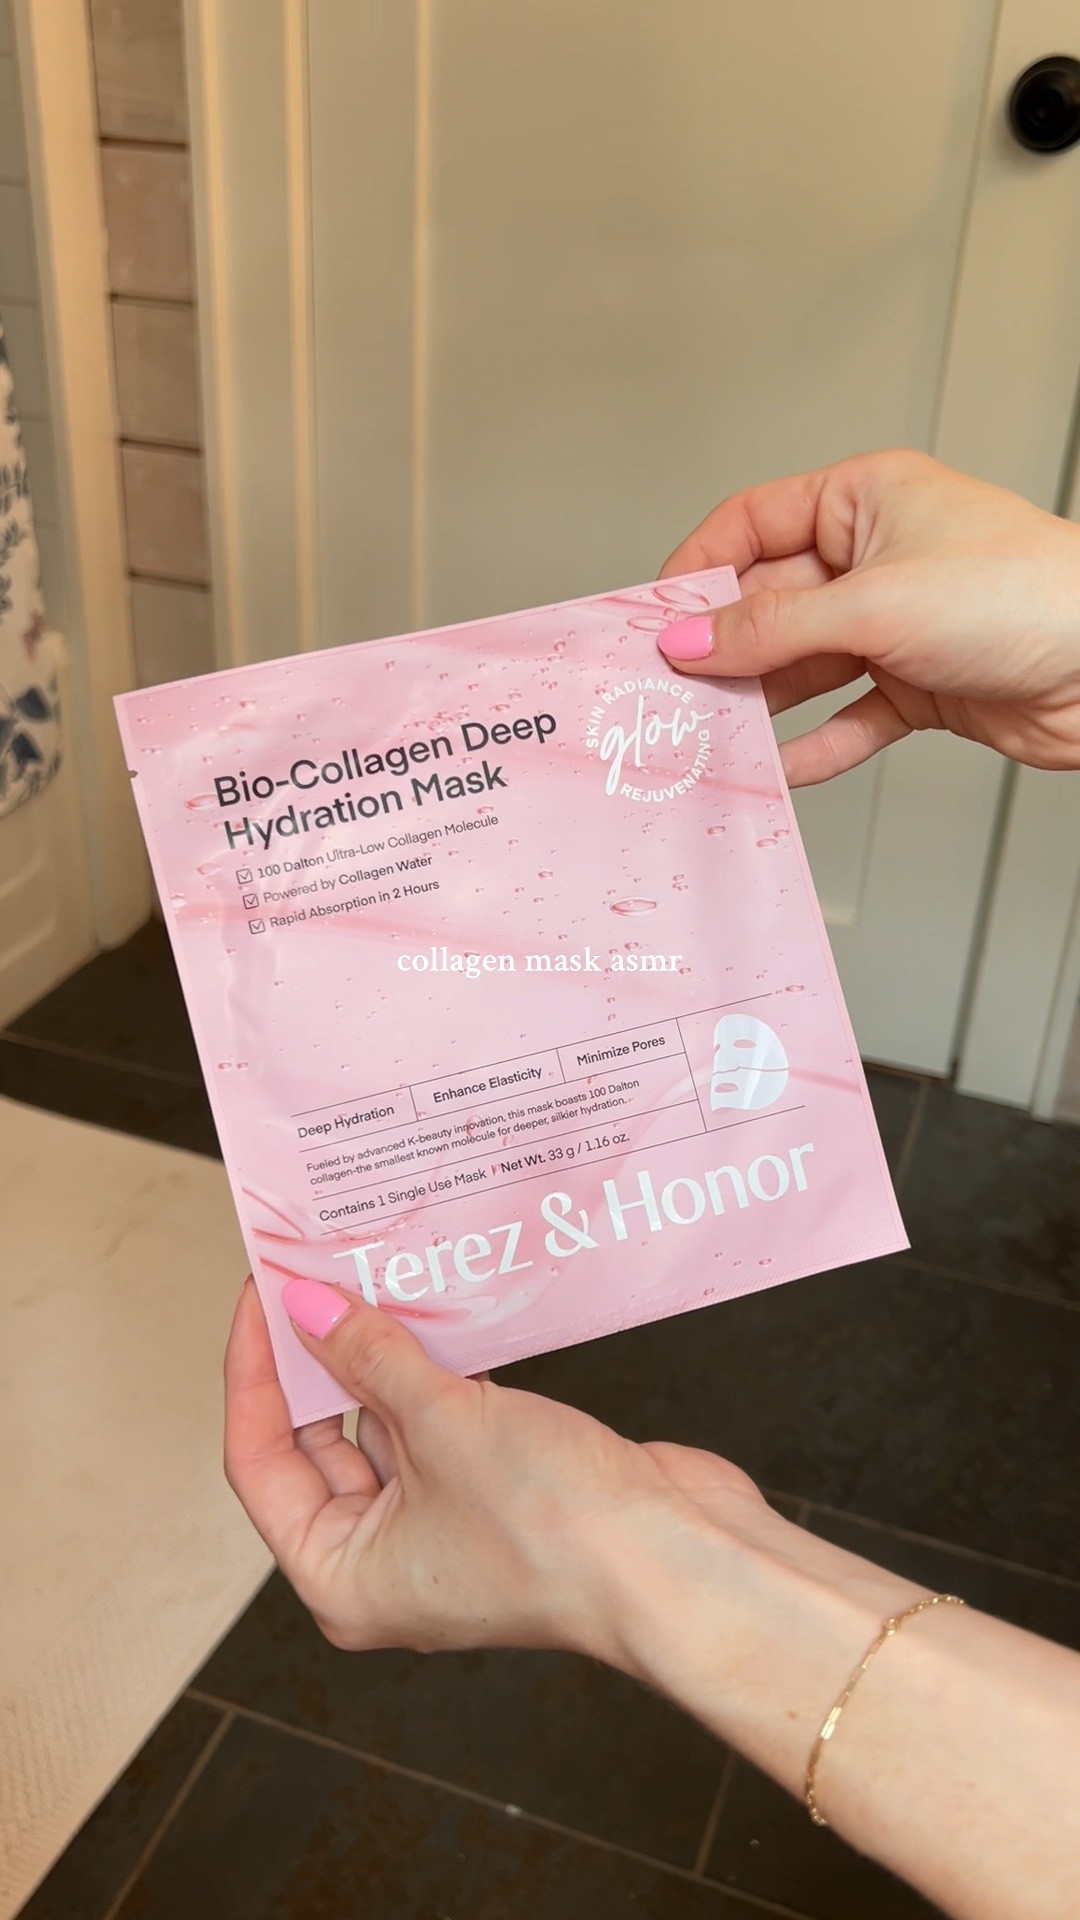 Bio-Collagen Deep
Hydration Mask
SKIN RADIANCE
glow
REJUVENATING
100 Dalton Ultra-Low Collagen Molecule
Powered by Collagen Water
Rapid Absorption in 2 Hours
collagen mask asmr
Deep Hydration
Enhance Elasticity
Minimize Pores
Fueled by advanced K-beauty innovation, this mask boasts 100 Dalton
collagen-the smallest known molecule for deeper, silkier hydration.
Contains 1 Single Use Mask | Net Wt. 33 g / 1.16 oz.
Terez & Honor